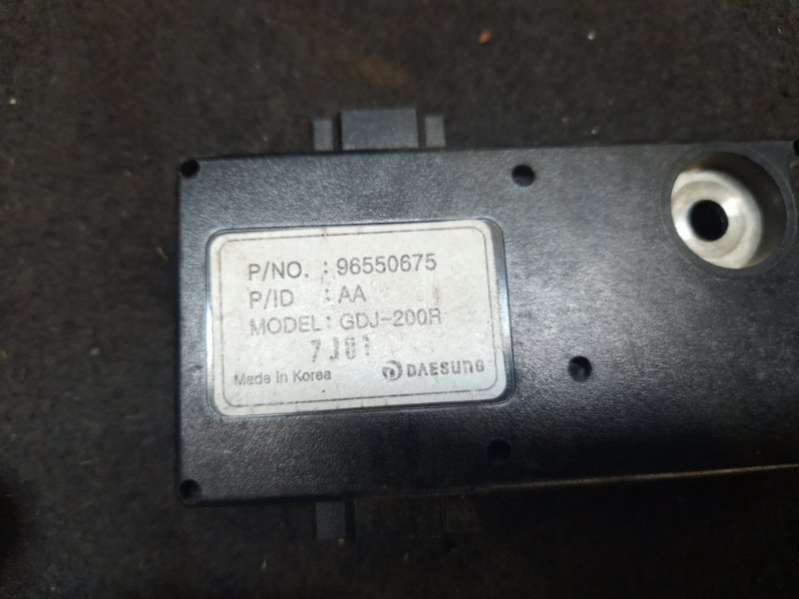 P/NO. : 96550675
P/ID : AA
MODEL: GDJ-200R
7J01
Made in Korea DAESUNG